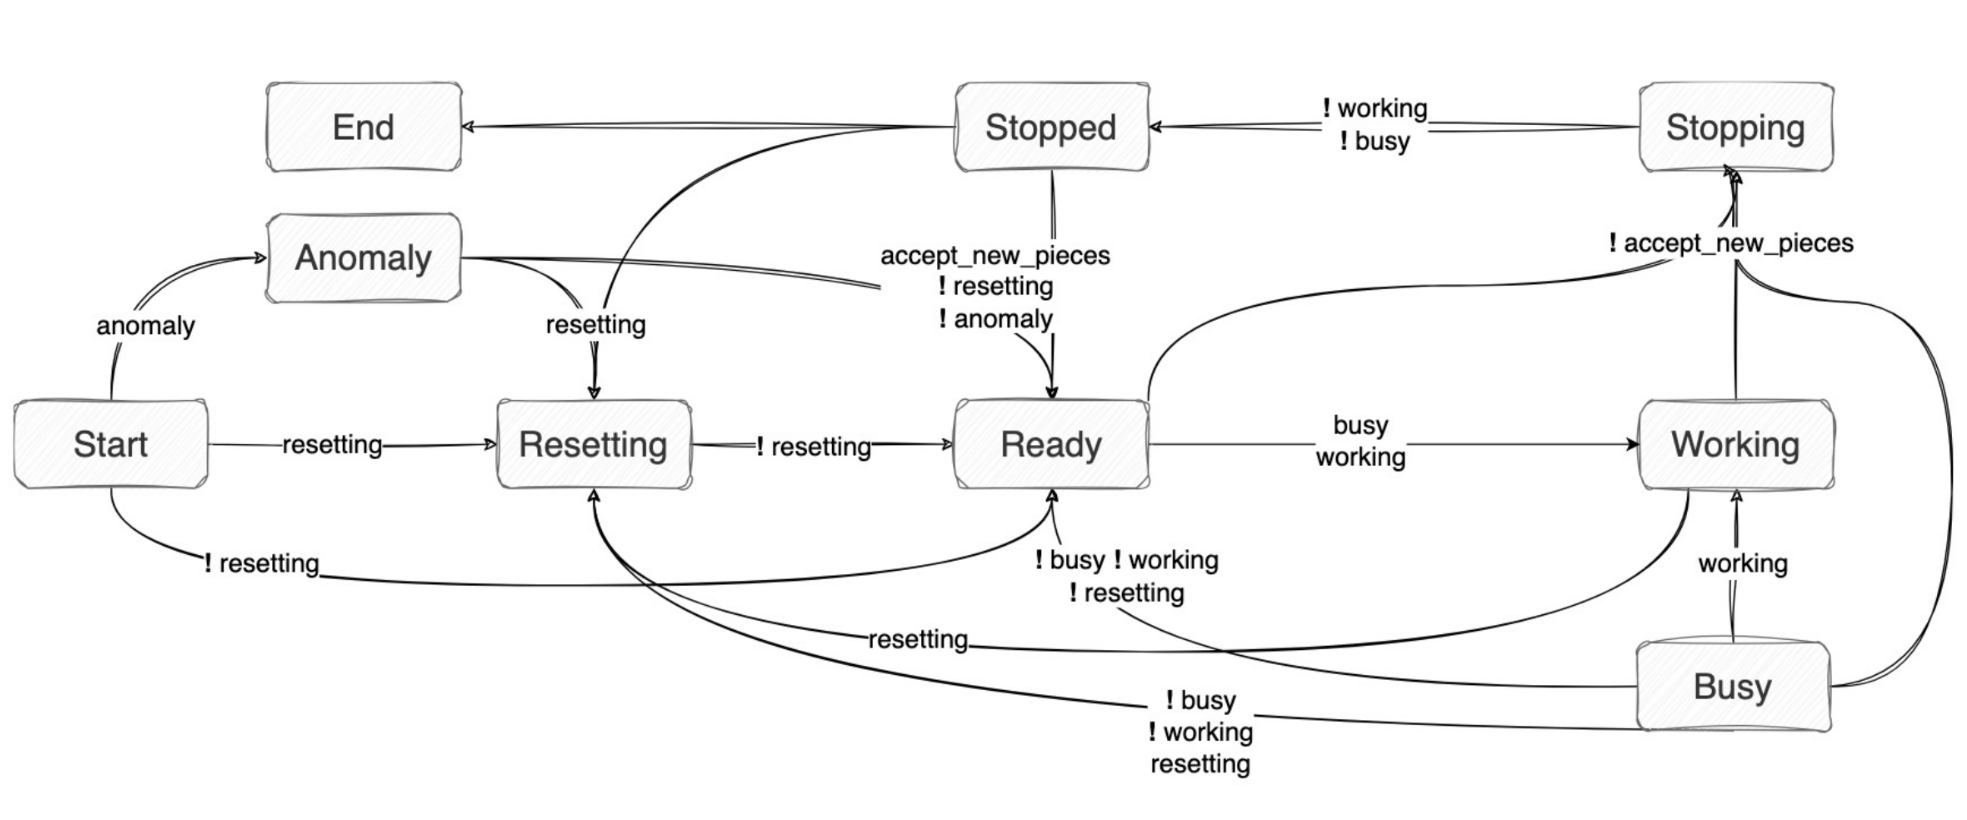 End
Stopped
! working
! busy
Stopping
Anomaly
accept_new_pieces
! resetting
! anomaly
! accept_new_pieces
anomaly
resetting
Start
resetting
Resetting
! resetting
Ready
busy
working
Working
! resetting
! busy ! working
! resetting
working
resetting
Busy
! busy
! working
resetting